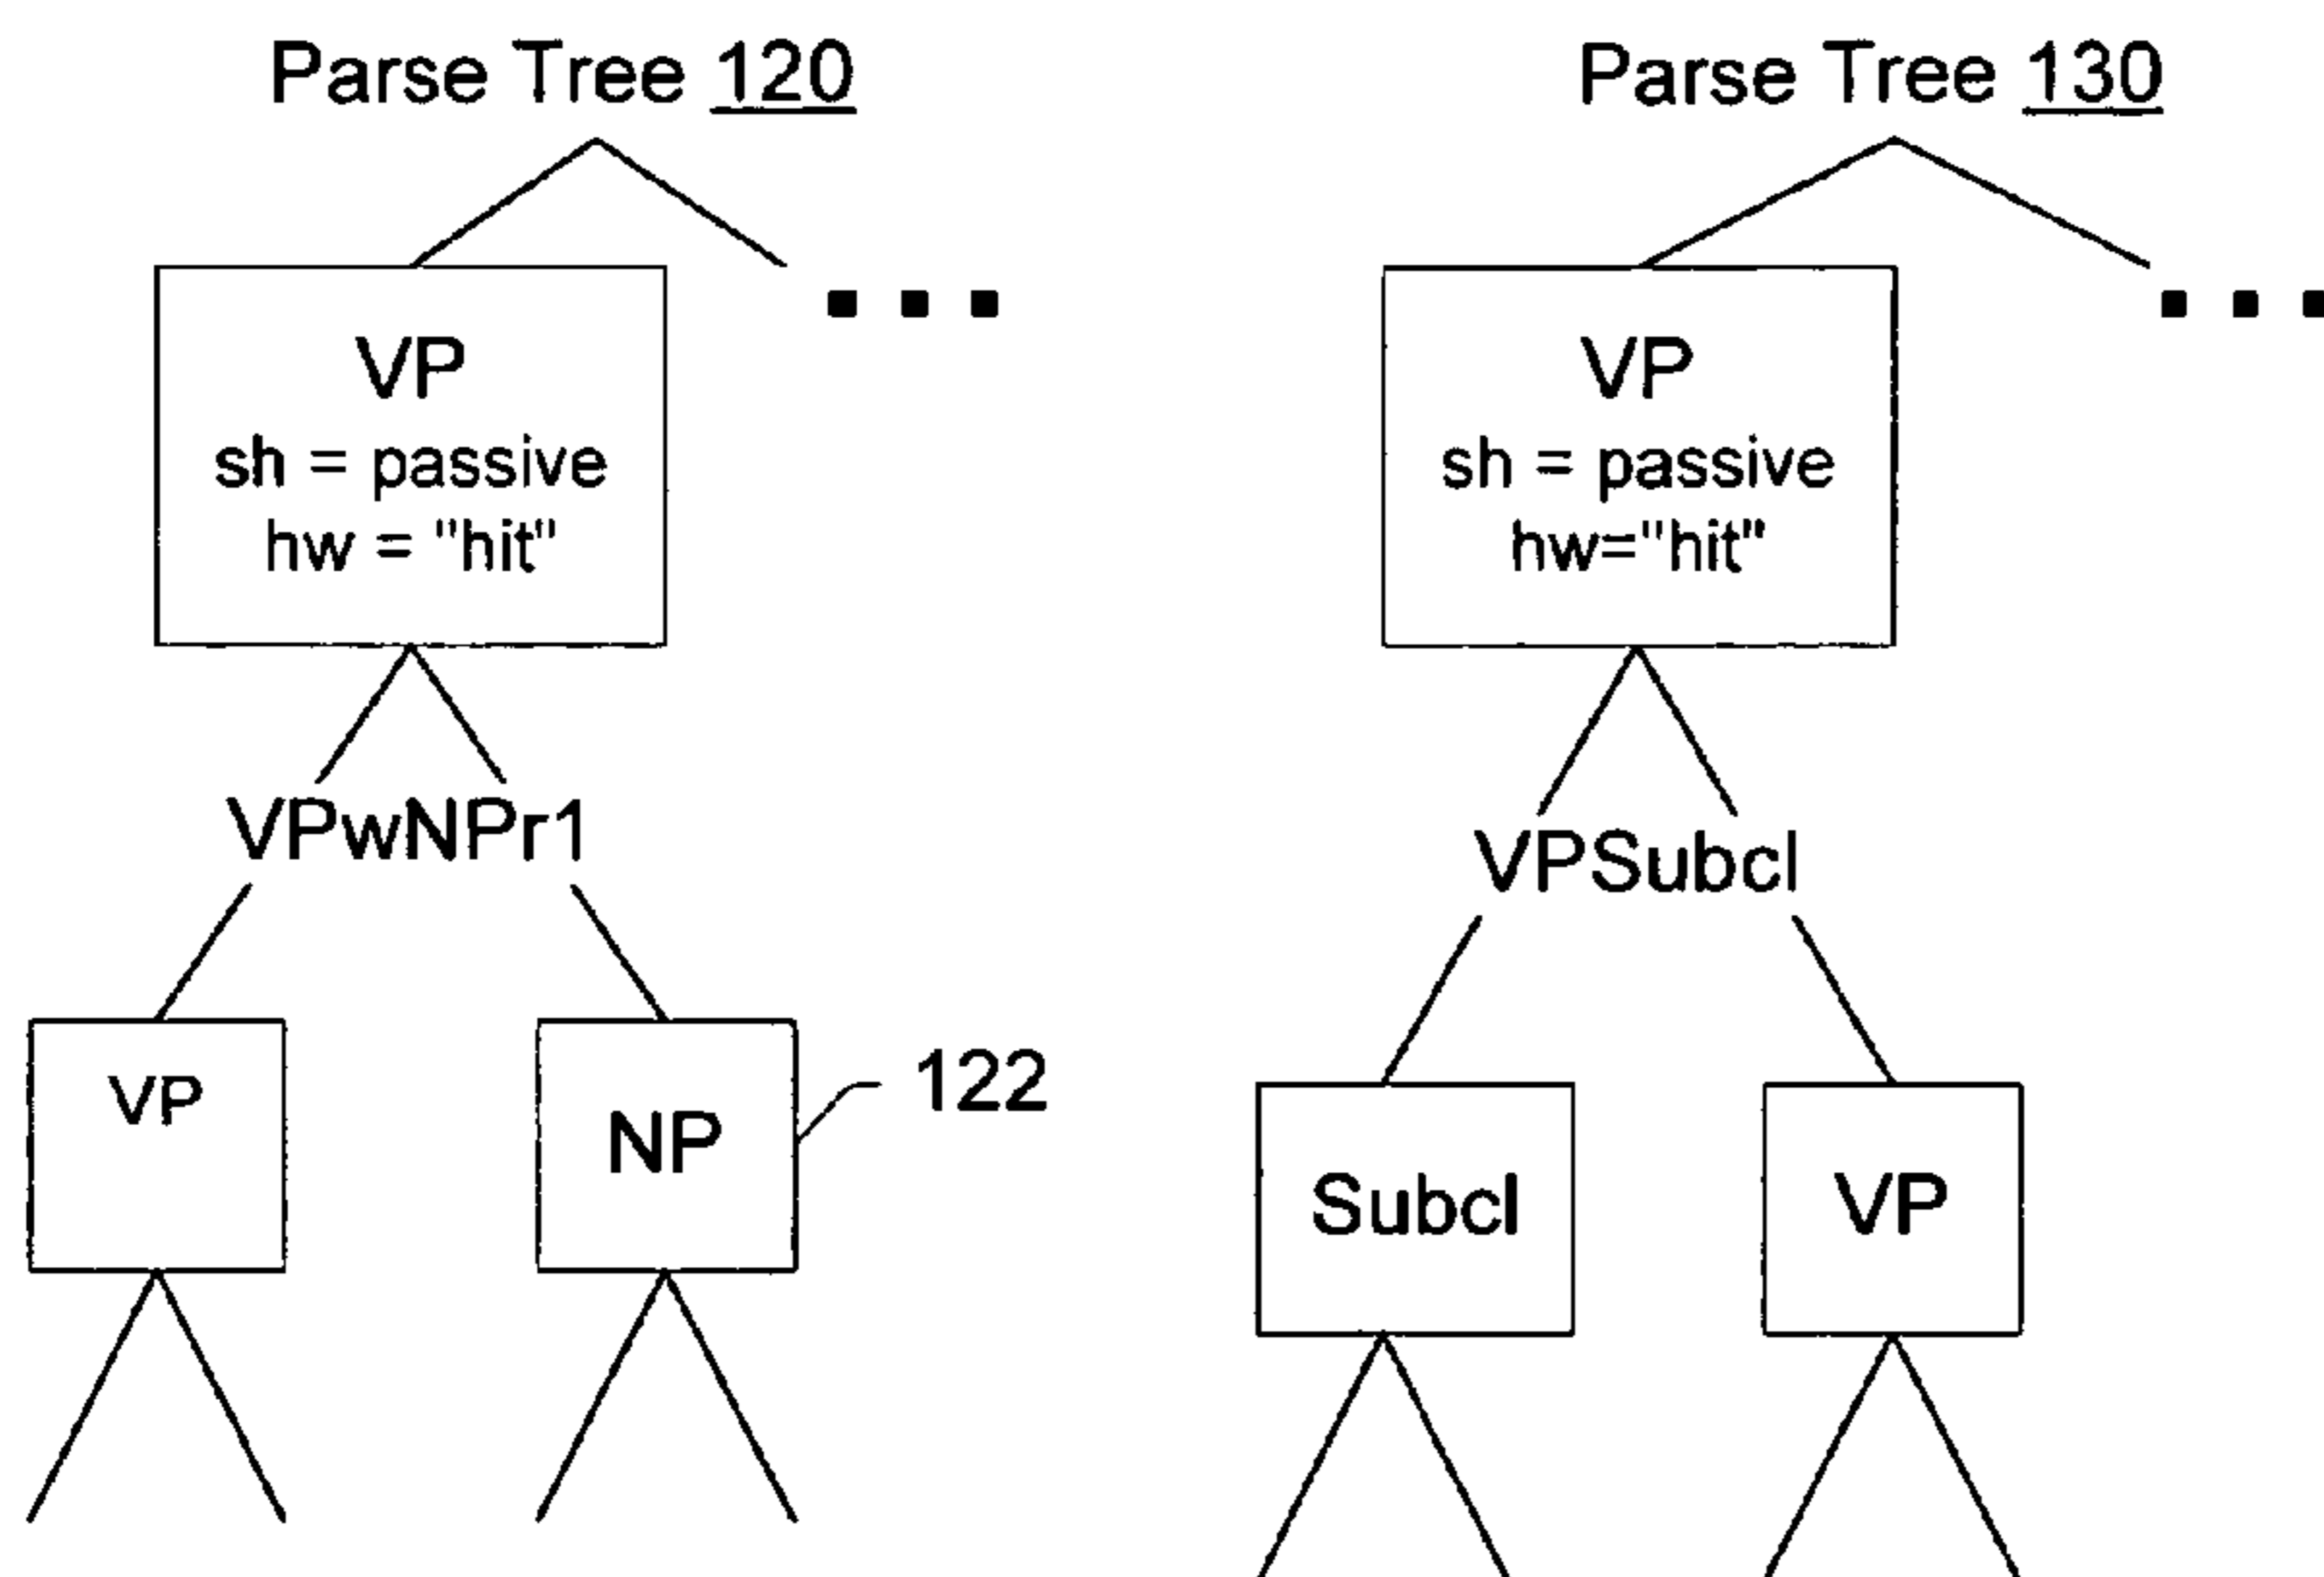 Parse Tree 120
VP
sh = passive
hw = "hit"
VPwNPr1
VP
NP
122
Parse Tree 130
VP
sh = passive
hw="hit"
VPSubcl
Subcl
VP